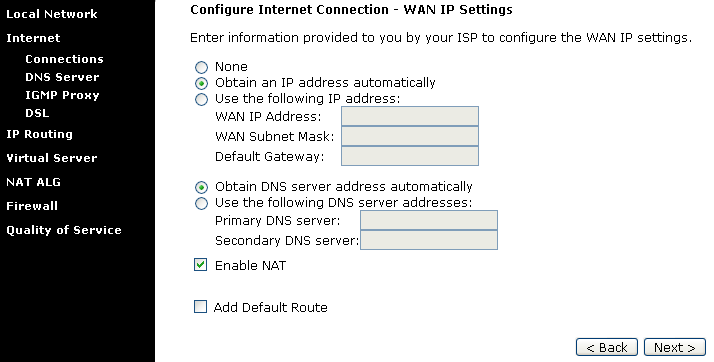 Local Network
Internet
Connections
DNS Server
IGMP Proxy
DSL
IP Routing
Virtual Server
NAT ALG
Firewall
Quality of Service
Configure Internet Connection - WAN IP Settings
Enter information provided to you by your ISP to configure the WAN IP settings.
None
Obtain an IP address automatically
Use the following IP address:
WAN IP Address:
WAN Subnet Mask:
Default Gateway:
Obtain DNS server address automatically
Use the following DNS server addresses:
Primary DNS server:
Secondary DNS server:
Enable NAT
Add Default Route
< Back Next >